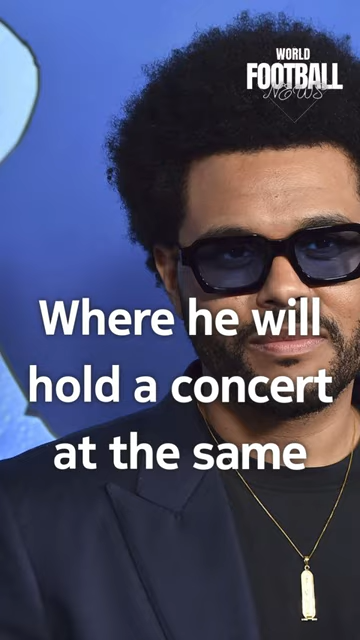 WORLD
FOOTBALL
NEWS
Where he will
hold a concert
at the same